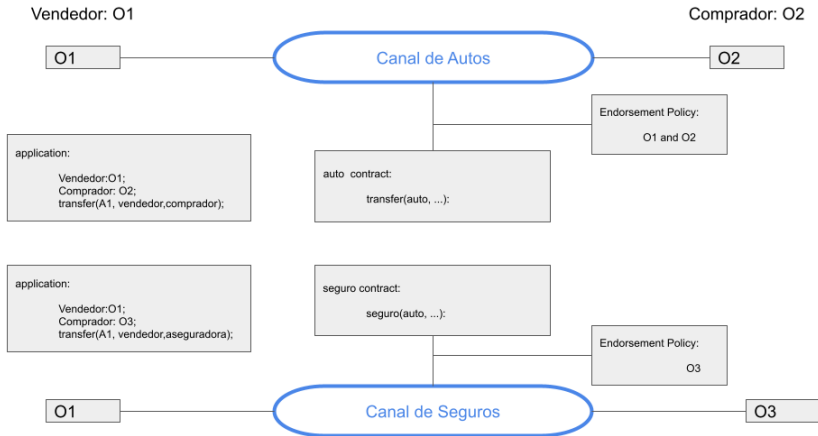 Vendedor: O1
Comprador: O2
O1
Canal de Autos
O2
Endorsement Policy:
O1 and O2
application:
Vendedor:O1;
Comprador: O2;
transfer(A1, vendedor,comprador);
auto  contract:
transfer(auto, ...):
application:
Vendedor:O1;
Comprador: O3;
transfer(A1, vendedor,aseguradora);
seguro contract:
seguro(auto, ...):
Endorsement Policy:
O3
O1
Canal de Seguros
O3